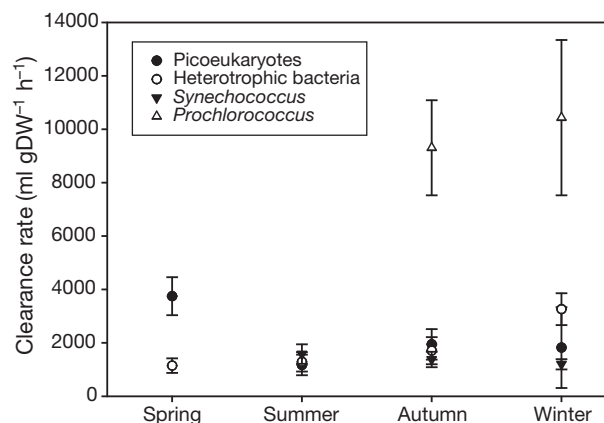 14000
12000
10000
8000
6000
4000
2000
0
Clearance rate (ml gDW⁻¹ h⁻¹)
Picoeukaryotes
Heterotrophic bacteria
Synechococcus
Prochlorococcus
Spring Summer Autumn Winter